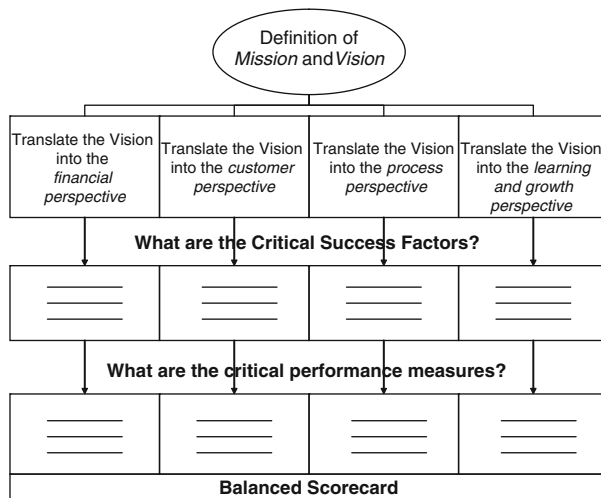 Definition of
Mission and Vision
Translate the Vision
into the
financial
perspective
Translate the Vision
into the customer
perspective
Translate the Vision
into the process
perspective
Translate the Vision
into the learning
and growth
perspective
What are the Critical Success Factors?
What are the critical performance measures?
Balanced Scorecard